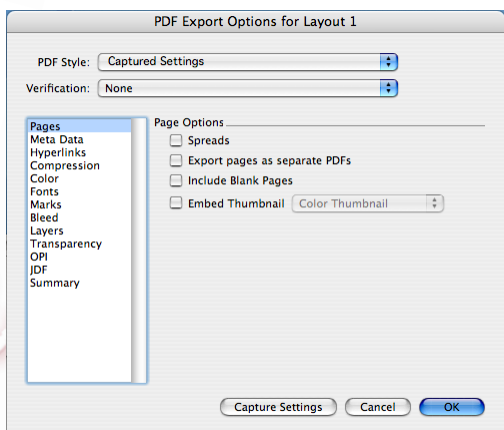 PDF Export Options for Layout 1
PDF Style: Captured Settings
Verification: None
Pages
Meta Data
Hyperlinks
Compression
Color
Fonts
Marks
Bleed
Layers
Transparency
OPI
JDF
Summary
Page Options
Spreads
Export pages as separate PDFs
Include Blank Pages
Embed Thumbnail Color Thumbnail
Capture Settings Cancel OK